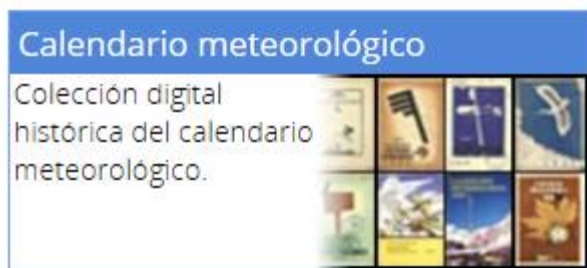 Calendario meteorológico
Colección digital
histórica del calendario
meteorológico.